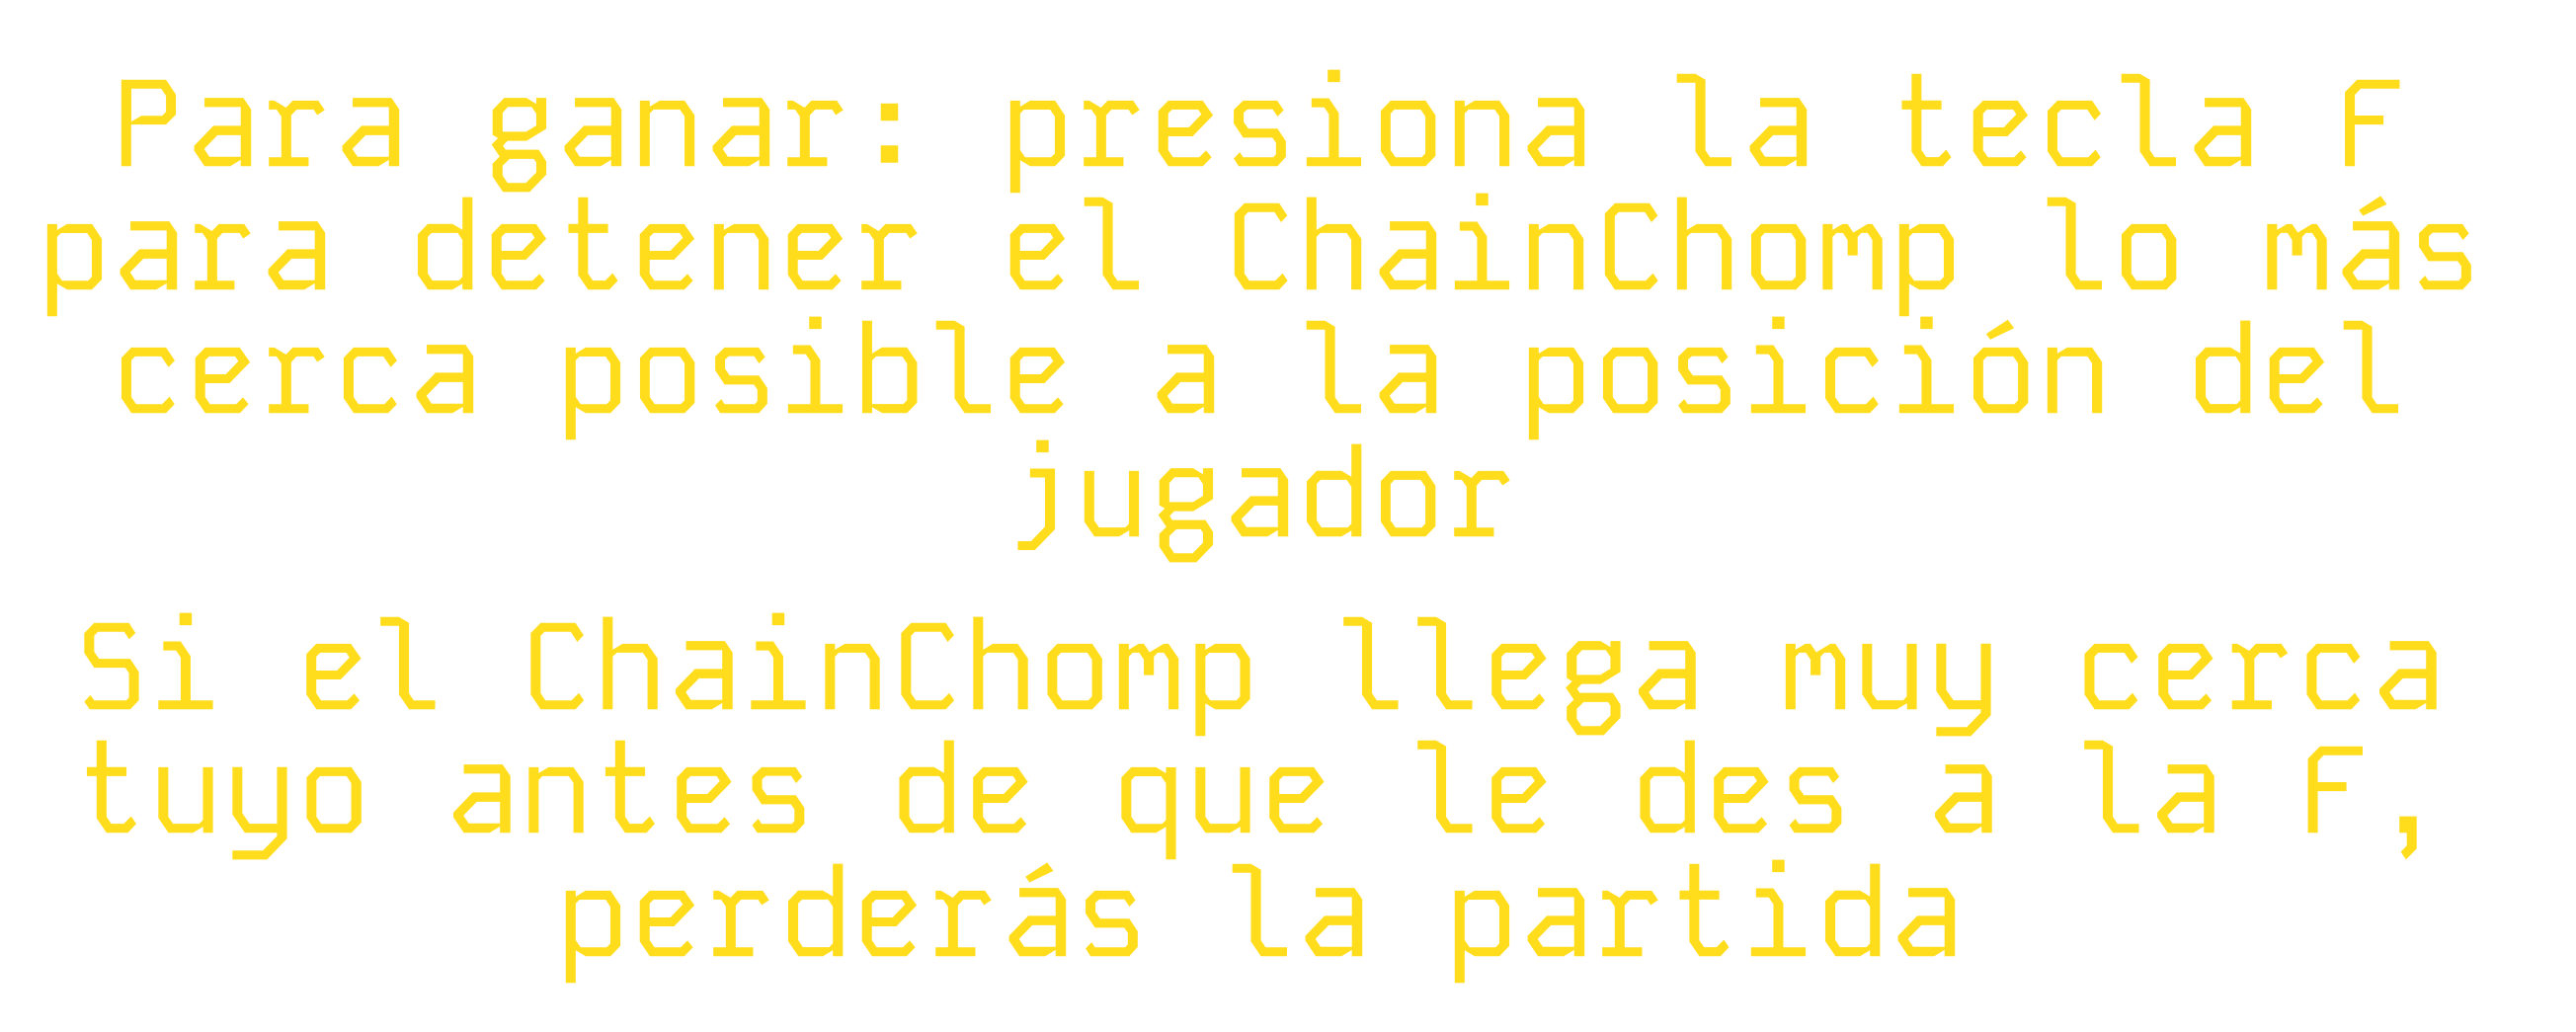 Para ganar: presiona la tecla F
para detener el ChainChomp lo más
cerca posible a la posición del
jugador
Si el ChainChomp llega muy cerca
tuyo antes de que le des a la F,
perderás la partida